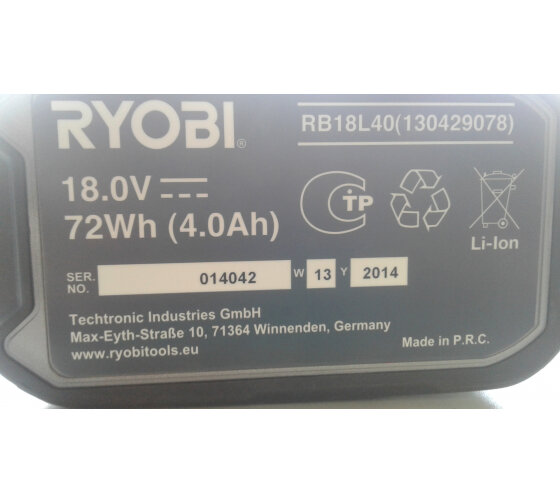 RYOBI®
RB18L40(130429078)
18.0V
72Wh (4.0Ah)
CTP
Li-Ion
SER. NO. 014042 W 13 Y 2014
Techtronic Industries GmbH
Max-Eyth-Straße 10, 71364 Winnenden, Germany
www.ryobitools.eu
Made in P.R.C.